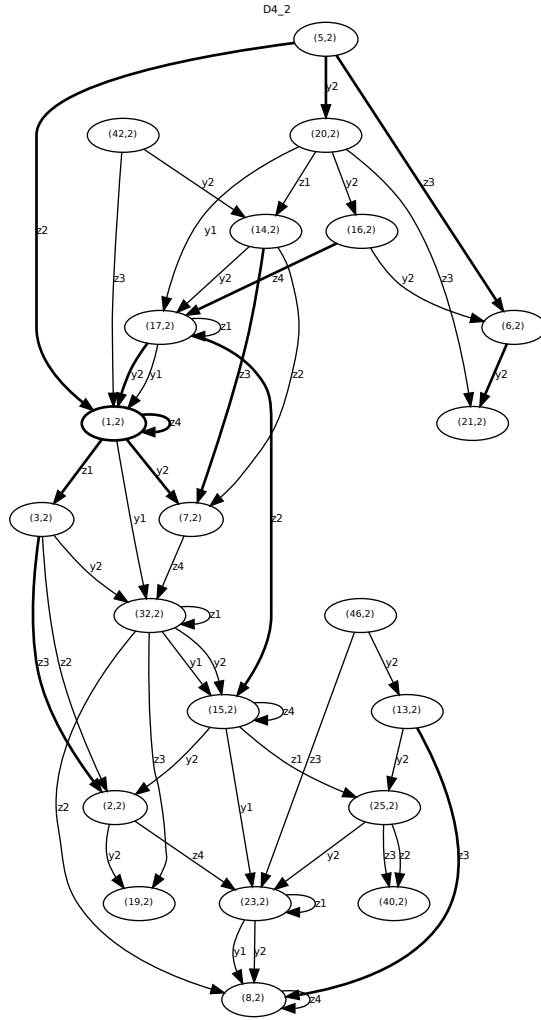 D4_2
(5,2)
y2
(42,2)
(20,2)
z3
y2
z1
y2
z2
(14,2)
(16,2)
y1
z3
y2
z4
z3
y2
(17,2)
z1
(6,2)
y2
y1
z3
z2
y2
(1,2)
z4
(21,2)
z1
y2
(3,2)
y1
(7,2)
z2
y2
z4
(32,2)
z1
(46,2)
z3
z2
y1
y2
y2
(15,2)
z4
(13,2)
z3
y2
z1
z3
y2
(2,2)
(25,2)
z2
y1
y2
z4
y2
z3
z2
z3
(19,2)
(23,2)
z1
(40,2)
y1
y2
(8,2)
z4